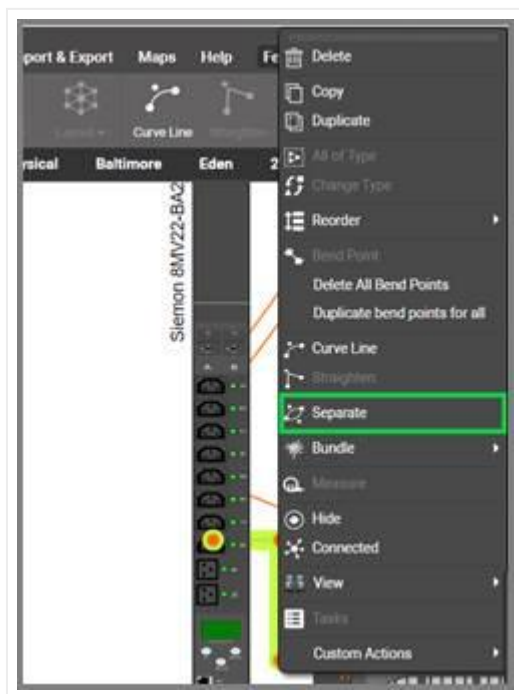 port & Export Maps Help Fe
Curve Line
ysical Baltimore Eden 2
Siemon 8MV22-BA2
A B
Delete
Copy
Duplicate
All of Type
Change Type
Reorder
Bend Point
Delete All Bend Points
Duplicate bend points for all
Curve Line
Straighten
Separate
Bundle
Measure
Hide
Connected
View
Tasks
Custom Actions